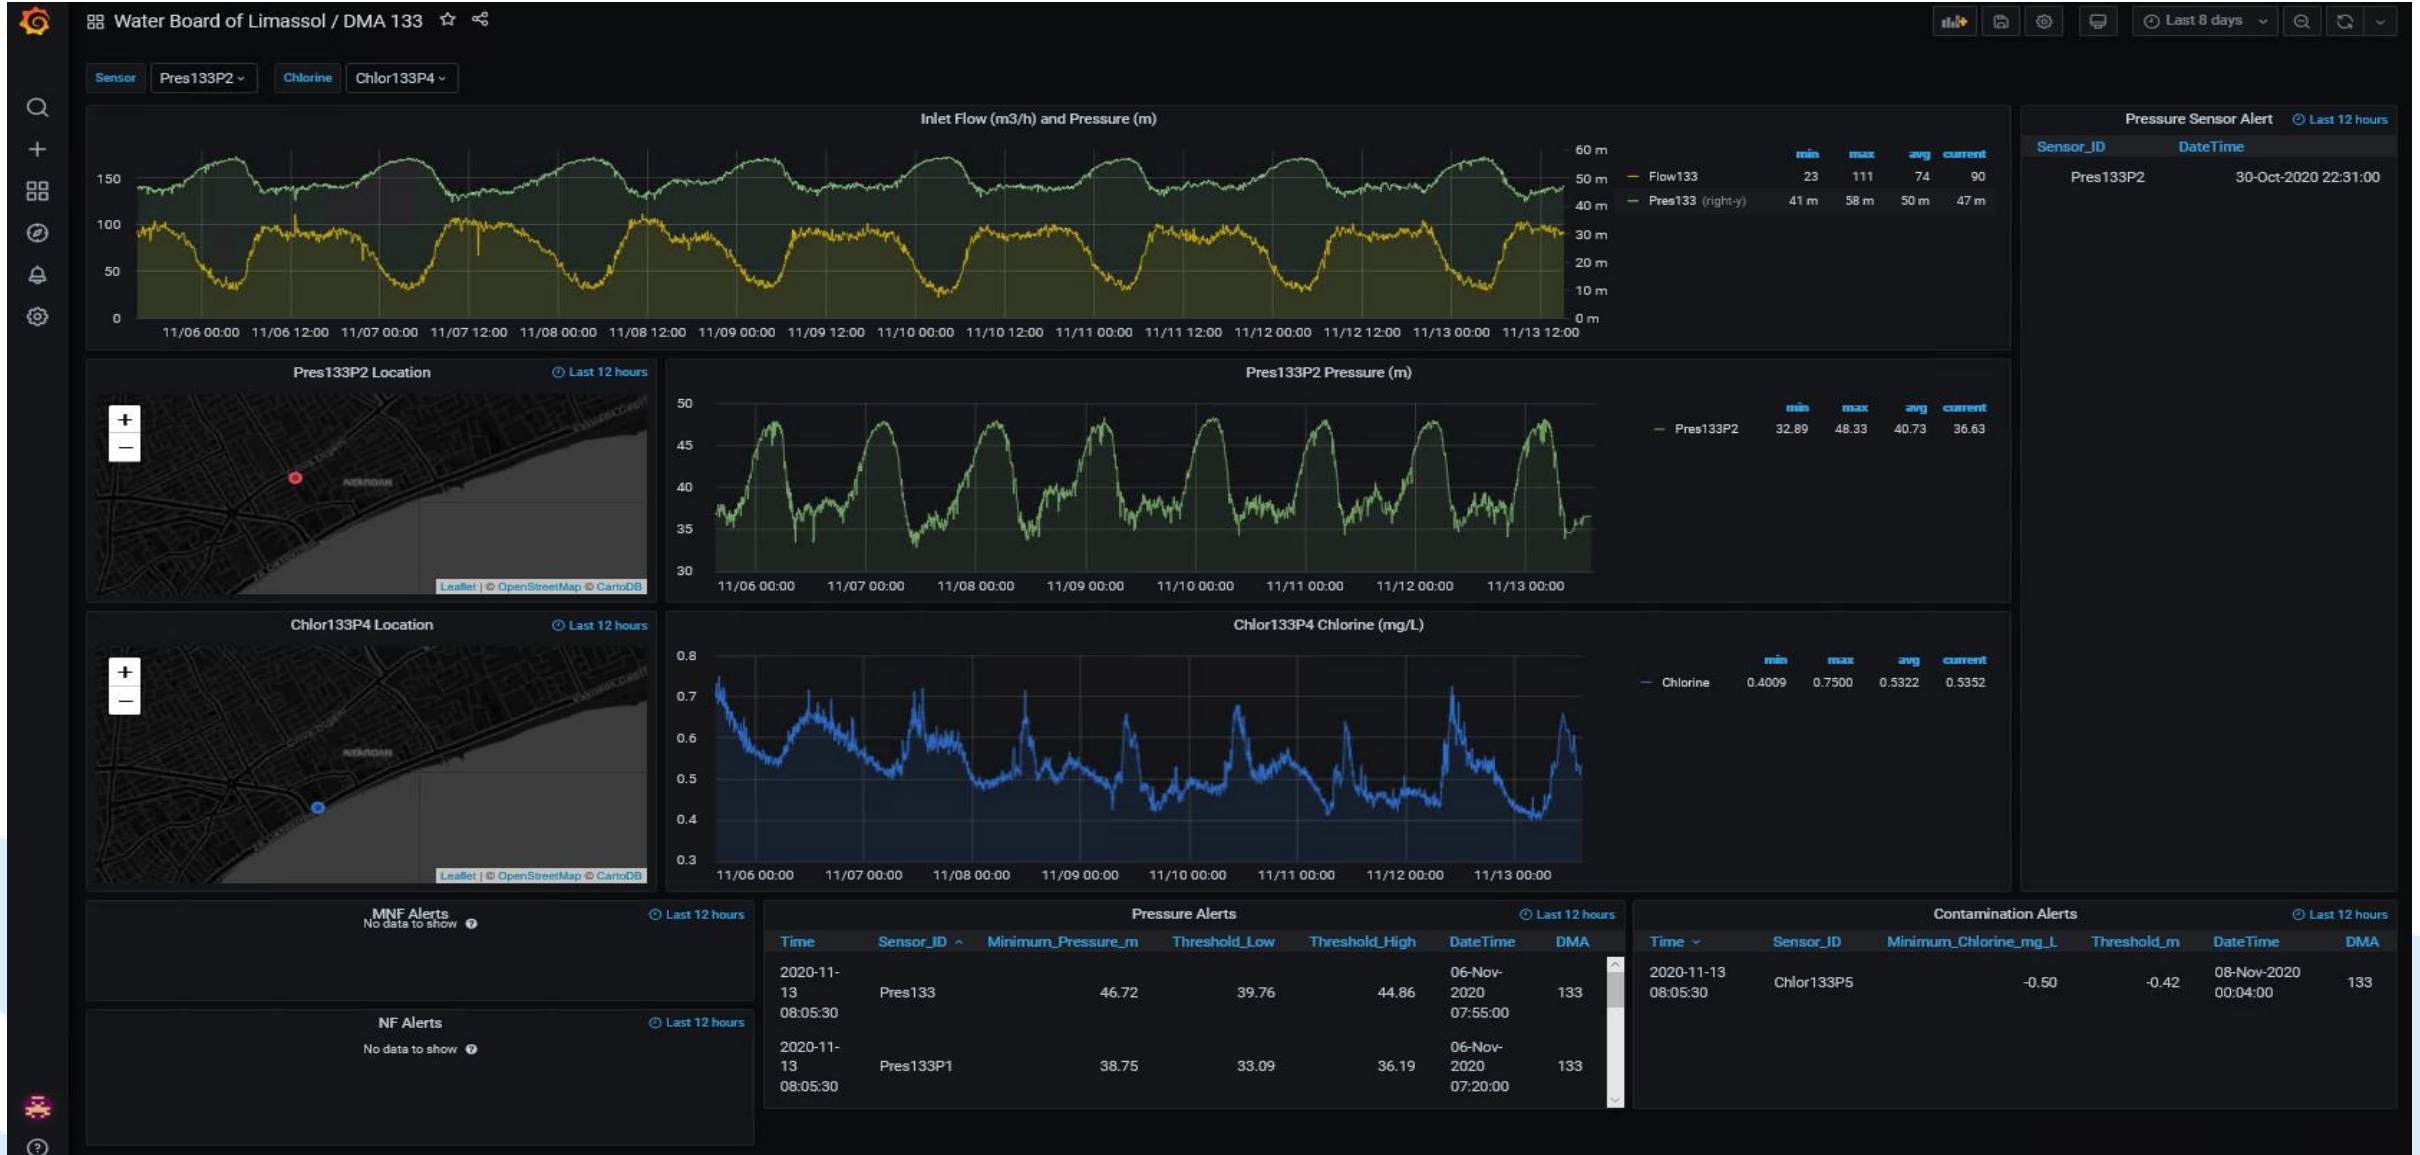 Water Board of Limassol / DMA 133
Last 8 days
Sensor Pres133P2 Chlorine Chlor133P4
Inlet Flow (m3/h) and Pressure (m)
150
100
50
0
60 m
50 m
40 m
30 m
20 m
10 m
0 m
11/06 00:00 11/06 12:00 11/07 00:00 11/07 12:00 11/08 00:00 11/08 12:00 11/09 00:00 11/09 12:00 11/10 00:00 11/10 12:00 11/11 00:00 11/11 12:00 11/12 00:00 11/12 12:00 11/13 00:00 11/13 12:00
min max avg current
Flow133 23 111 74 90
Pres133 (right-y) 41 m 58 m 50 m 47 m
Pressure Sensor Alert Last 12 hours
Sensor_ID DateTime
Pres133P2 30-Oct-2020 22:31:00
Pres133P2 Location Last 12 hours
+
−
Leaflet | © OpenStreetMap © CartoDB
Pres133P2 Pressure (m)
50
45
40
35
30
11/06 00:00 11/07 00:00 11/08 00:00 11/09 00:00 11/10 00:00 11/11 00:00 11/12 00:00 11/13 00:00
min max avg current
Pres133P2 32.89 48.33 40.73 36.63
Chlor133P4 Location Last 12 hours
+
−
Leaflet | © OpenStreetMap © CartoDB
Chlor133P4 Chlorine (mg/L)
0.8
0.7
0.6
0.5
0.4
0.3
11/06 00:00 11/07 00:00 11/08 00:00 11/09 00:00 11/10 00:00 11/11 00:00 11/12 00:00 11/13 00:00
min max avg current
Chlorine 0.4009 0.7500 0.5322 0.5352
MNF Alerts Last 12 hours
No data to show
NF Alerts Last 12 hours
No data to show
Pressure Alerts Last 12 hours
Time Sensor_ID Minimum_Pressure_m Threshold_Low Threshold_High DateTime DMA
2020-11-13 08:05:30 Pres133 46.72 39.76 44.86 06-Nov-2020 07:55:00 133
2020-11-13 08:05:30 Pres133P1 38.75 33.09 36.19 06-Nov-2020 07:20:00 133
Contamination Alerts Last 12 hours
Time Sensor_ID Minimum_Chlorine_mg_L Threshold_m DateTime DMA
2020-11-13 08:05:30 Chlor133P5 -0.50 -0.42 08-Nov-2020 00:04:00 133